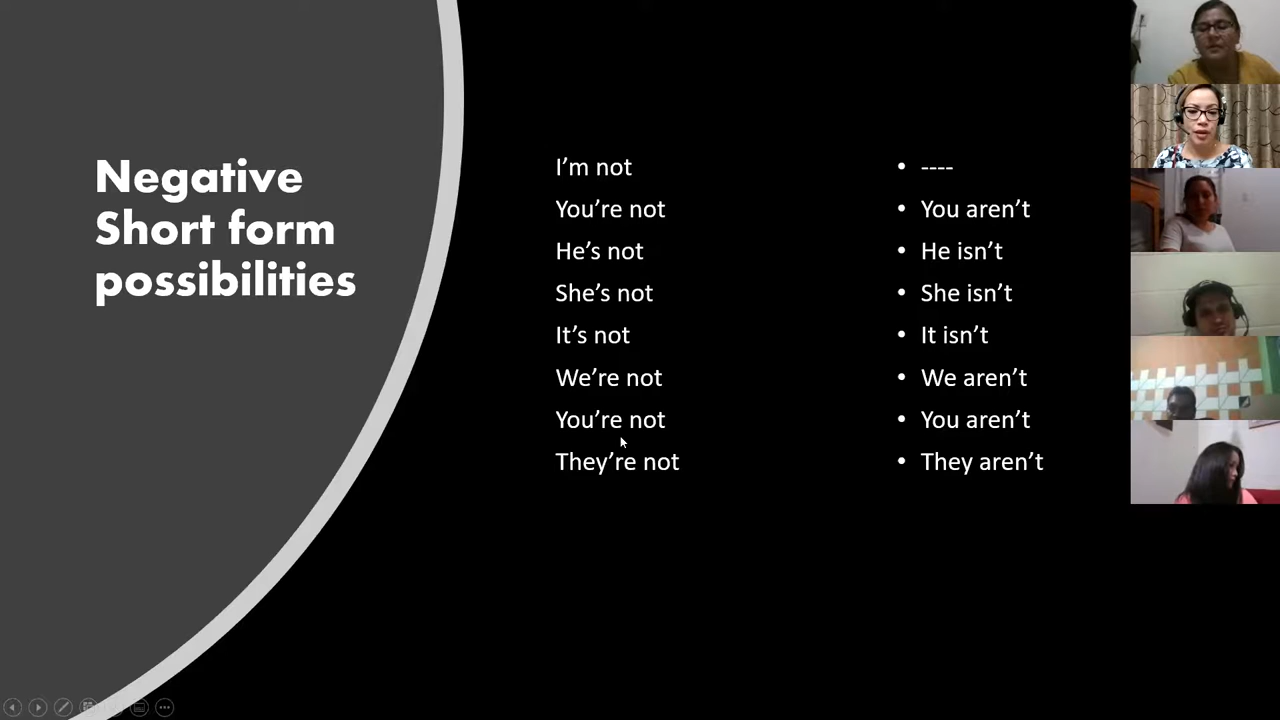 Negative
Short form
possibilities
I'm not
You're not
He's not
She's not
It's not
We're not
You're not
They're not
• ----
• You aren't
• He isn't
• She isn't
• It isn't
• We aren't
• You aren't
• They aren't